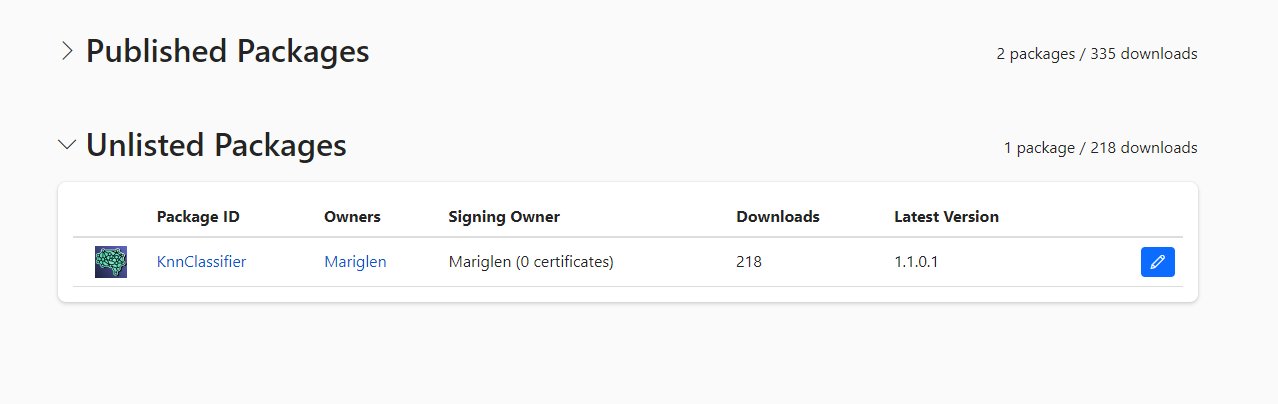 Published Packages
2 packages / 335 downloads
Unlisted Packages
1 package / 218 downloads
Package ID Owners Signing Owner Downloads Latest Version
KnnClassifier Mariglen Mariglen (0 certificates) 218 1.1.0.1